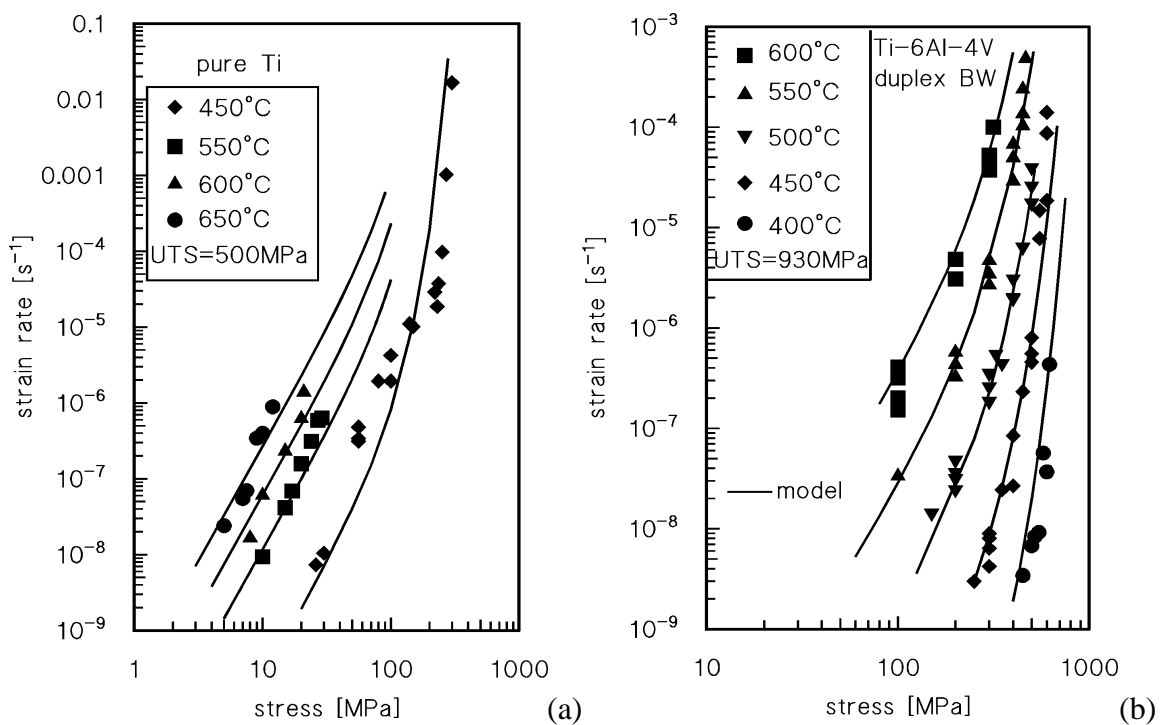 0.1
0.01
0.001
10⁻⁴
10⁻⁵
10⁻⁶
10⁻⁷
10⁻⁸
10⁻⁹
strain rate [s⁻¹]
pure Ti
450°C
550°C
600°C
650°C
UTS=500MPa
1
10
100
1000
stress [MPa]
(a)
10⁻³
10⁻⁴
10⁻⁵
10⁻⁶
10⁻⁷
10⁻⁸
10⁻⁹
strain rate [s⁻¹]
600°C
550°C
500°C
450°C
400°C
UTS=930MPa
Ti-6Al-4V
duplex BW
model
10
100
1000
stress [MPa]
(b)